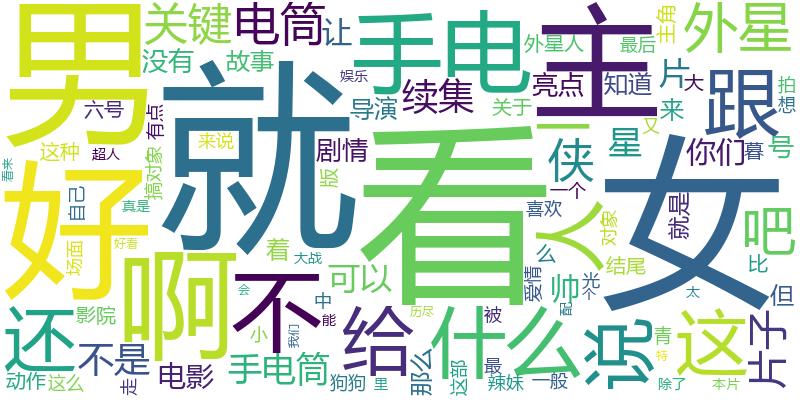 男
就
看
女
好
主
手电
跟
外星
关键
电筒
让
没有
故事
六号
有点
这种
来说
超人
搞对象
看来
自己
真是
场面
好看
娱乐
导演
续集
剧情
版
外星人
最后
主角
拍
想
亮点
知道
片
大
关于
来
又
一
侠
星
你们
暮
号
一个
人
就是
喜欢
对象
吧
着
大战
可以
么
爱情
帅
光
个
结尾
比
太
但
啊
不
还
影院
会
小
中
能
我们
历尽
给
什么
被
配
说
这
青
特
片子
不是
动作
这么
走
电影
手电筒
狗狗
里
那么
这部
最
辣妹
一般
除了
本片